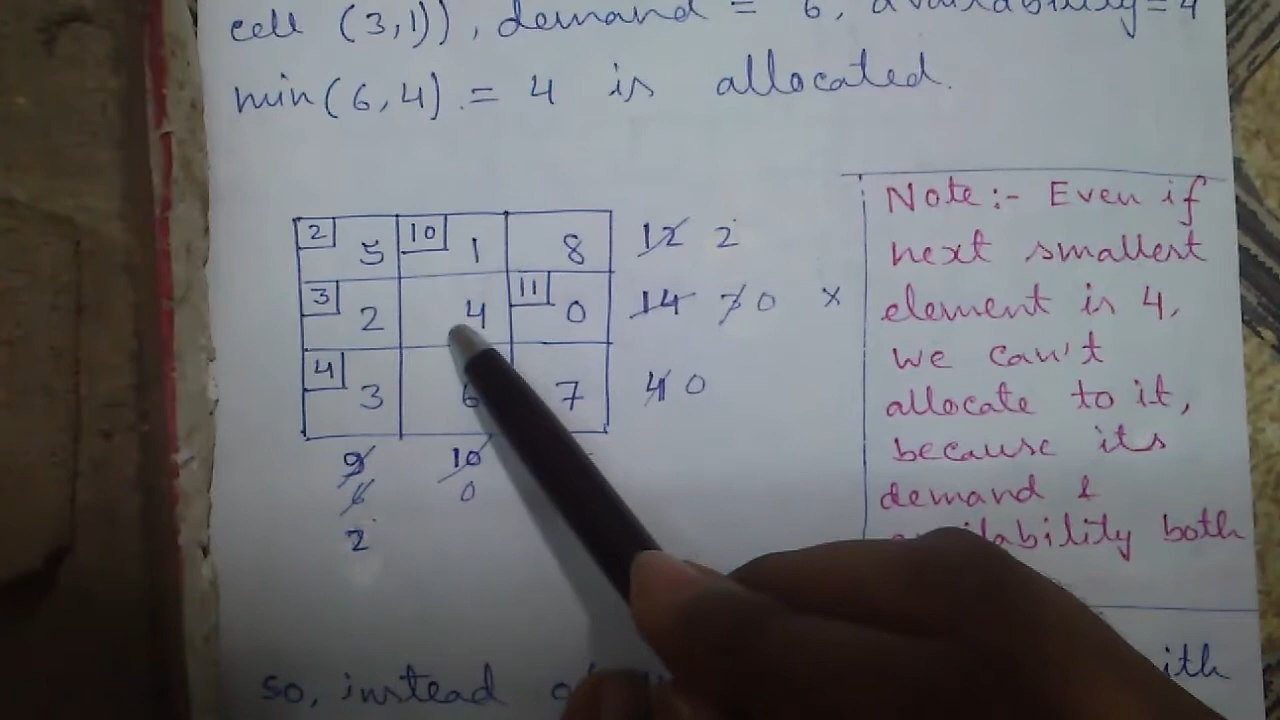 cell (3,1)), demand = 6, availability = 4
min(6,4) = 4 is allocated.
2 5 10 1 8 12 2
3 2 4 11 0 14 7 0 x
4 3 6 7 4 0
9 10
6 0
2
Note:- Even if
next smallest
element is 4,
we can't
allocate to it,
because its
demand &
availability both
so, instead